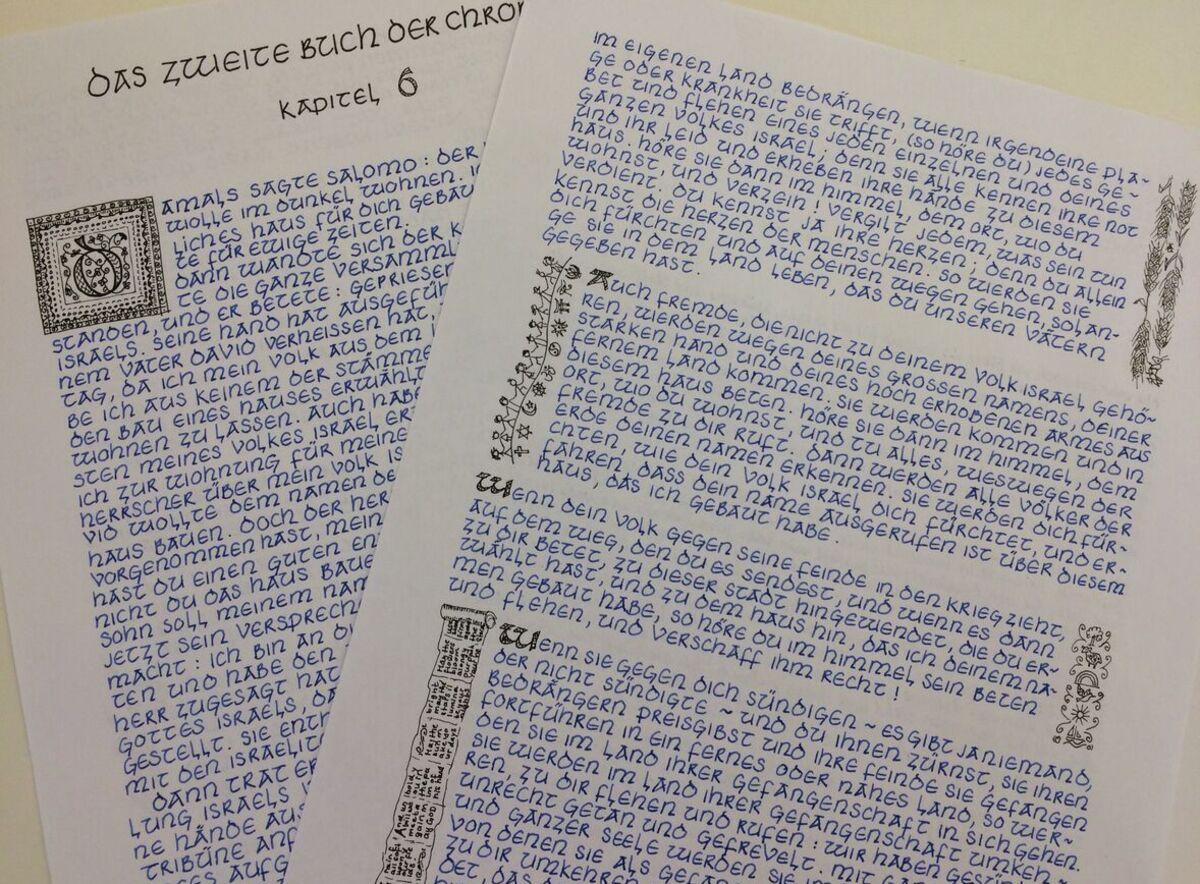 DAS ZWEITE BUCH DER CHRON
KAPITEL 6
DAMALS SAGTE SALOMO: DER
WOLLE IM DUNKEL WOHNEN. I
LICHES HAUS FÜR DICH GEBAU
TE FÜR EWIGE ZEITEN.
DANN WANDTE SICH DER K
TE DIE GANZE VERSAMML
STANDEN, UND ER BETETE: GEPRIESEN
ISRAELS. SEINE HAND HAT AUSGEFÜH
NEM VATER DAVID VERHEISSEN HAT,
TAG, DA ICH MEIN VOLK AUS DEM
BE ICH AUS KEINEM DER STÄMME
DEN BAU EINES HAUSES ERWÄHLT
WOHNEN ZU LASSEN. AUCH HABE
STEN MEINES VOLKES ISRAEL ER
ICH ZUR WOHNUNG FÜR MEINE
HERRSCHER ÜBER MEIN VOLK IS
VID WOLLTE DEM NAMEN DE
HAUS BAUEN. DOCH DER HER
VORGENOMMEN HAST, MEIN
HAST DU EINEN GUTEN EN
NICHT DU DAS HAUS BAUE
SOHN SOLL MEINEM NAM
JETZT SEIN VERSPRECH
MACHT: ICH BIN AN D
TEN UND HABE DEN
HERR ZUGESAGT HAT
GOTTES ISRAELS, DA
GESTELLT. SIE ENTH
MIT DEN ISRAELIT
DANN TRAT ER
LUNG ISRAELS
NE HÄNDE AUS
TRIBÜNE ANF
SES AUFG
IM EIGENEN LAND BEDRÄNGEN, WENN IRGENDEINE PLA-
GE ODER KRANKHEIT SIE TRIFFT, (SO HÖRE DU) JEDES GE-
BET UND FLEHEN EINES JEDEN EINZELNEN UND DEINES
GANZEN VOLKES ISRAEL; DENN SIE ALLE KENNEN IHRE NOT
UND IHR LEID UND ERHEBEN IHRE HÄNDE ZU DIESEM
HAUS. HÖRE SIE DANN IM HIMMEL, DEM ORT, WO DU
WOHNST, UND VERZEIH! VERGILT JEDEM, WAS SEIN TUN
VERDIENT. DU KENNST JA IHRE HERZEN; DENN DU ALLEIN
KENNST DIE HERZEN DER MENSCHEN. SO WERDEN SIE
DICH FÜRCHTEN UND AUF DEINEN WEGEN GEHEN, SOLAN-
GE SIE IN DEM LAND LEBEN, DAS DU UNSEREN VÄTERN
GEGEBEN HAST.
AUCH FREMDE, DIE NICHT ZU DEINEM VOLK ISRAEL GEHÖ-
REN, WERDEN WEGEN DEINES GROSSEN NAMENS, DEINER
STARKEN HAND UND DEINES HOCH ERHOBENEN ARMES AUS
FERNEM LAND KOMMEN. SIE WERDEN KOMMEN UND IN
DIESEM HAUS BETEN. HÖRE SIE DANN IM HIMMEL, DEM
ORT, WO DU WOHNST, UND TU ALLES, WESWEGEN DER
FREMDE ZU DIR RUFT. DANN WERDEN ALLE VÖLKER DER
ERDE DEINEN NAMEN ERKENNEN. SIE WERDEN DICH FÜR-
CHTEN, WIE DEIN VOLK ISRAEL DICH FÜRCHTET, UND ER-
FAHREN, DASS DEIN NAME AUSGERUFEN IST ÜBER DIESEM
HAUS, DAS ICH GEBAUT HABE.
WENN DEIN VOLK GEGEN SEINE FEINDE IN DEN KRIEG ZIEHT,
AUF DEM WEG, DEN DU ES SENDEST, UND WENN ES DANN
ZU DIR BETET, ZU DIESER STADT HINGEWENDET, DIE DU ER-
WÄHLT HAST, UND ZU DEM HAUS HIN, DAS ICH DEINEM NA-
MEN GEBAUT HABE, SO HÖRE DU IM HIMMEL SEIN BETEN
UND FLEHEN, UND VERSCHAFF IHM RECHT!
WENN SIE GEGEN DICH SÜNDIGEN ~ ES GIBT JA NIEMAND,
DER NICHT SÜNDIGTE ~ UND DU IHNEN ZÜRNST, SIE IHREN
BEDRÄNGERN PREISGIBST UND IHRE FEINDE SIE GEFANGEN
FORTFÜHREN IN EIN FERNES ODER NAHES LAND, SO WER-
DEN SIE IM LAND IHRER GEFANGENSCHAFT IN SICH GEHEN.
SIE WERDEN IM LAND IHRER GEFANGENSCHAFT UMKEH-
REN, ZU DIR FLEHEN UND RUFEN: WIR HABEN GESÜN
UNRECHT GETAN UND GEFREVELT. MIT GAN
UND GANZER SEELE WERDEN SIE IM
VON DENEN SIE ALS GEFAN
ZU DIR UMKEHREN
DET, DAS D